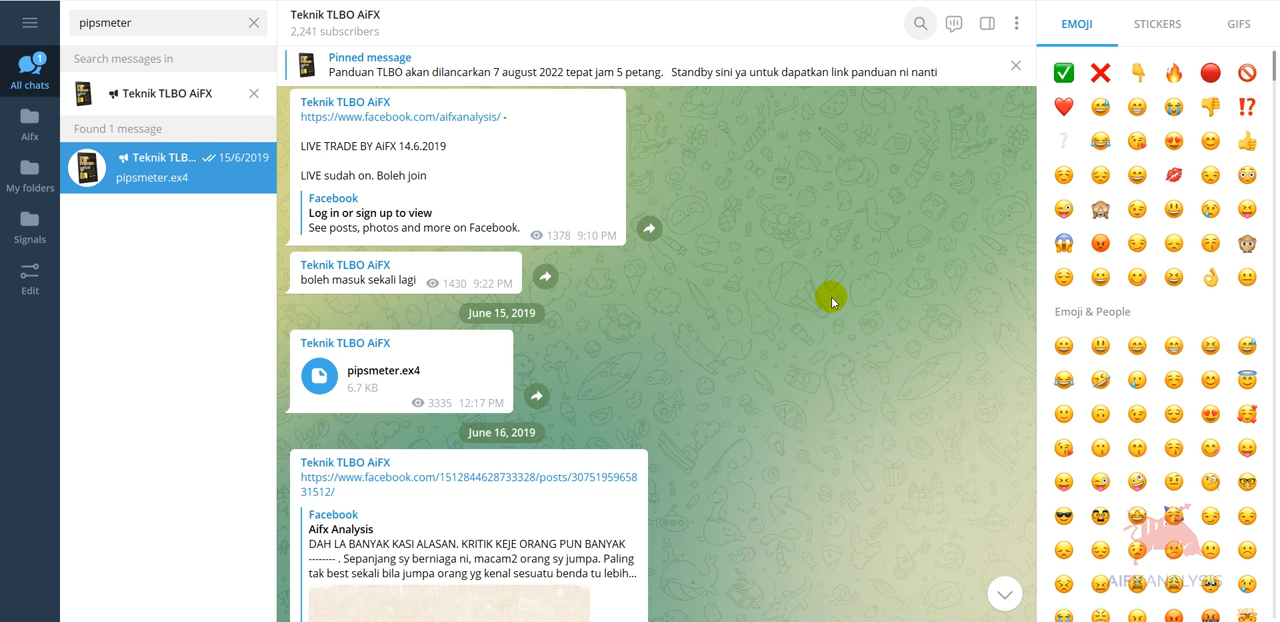 pipsmeter
Teknik TLBO AiFX
2,241 subscribers
EMOJI
STICKERS
GIFS
1
All chats
Aifx
My folders
Signals
Edit
Search messages in
Teknik TLBO AiFX
Found 1 message
Teknik TLB... 15/6/2019
pipsmeter.ex4
Pinned message
Panduan TLBO akan dilancarkan 7 august 2022 tepat jam 5 petang. Standby sini ya untuk dapatkan link panduan ni nanti
Teknik TLBO AiFX
https://www.facebook.com/aifxanalysis/ -
LIVE TRADE BY AiFX 14.6.2019
LIVE sudah on. Boleh join
Facebook
Log in or sign up to view
See posts, photos and more on Facebook.
1378 9:10 PM
Teknik TLBO AiFX
boleh masuk sekali lagi
1430 9:22 PM
June 15, 2019
Teknik TLBO AiFX
pipsmeter.ex4
6.7 KB
3335 12:17 PM
June 16, 2019
Teknik TLBO AiFX
https://www.facebook.com/1512844628733328/posts/30751959658
31512/
Facebook
Aifx Analysis
DAH LA BANYAK KASI ALASAN. KRITIK KEJE ORANG PUN BANYAK
-------- . Sepanjang sy berniaga ni, macam2 orang sy jumpa. Paling
tak best sekali bila jumpa orang yg kenal sesuatu benda tu lebih...
Emoji & People
AIFX ANALYSIS